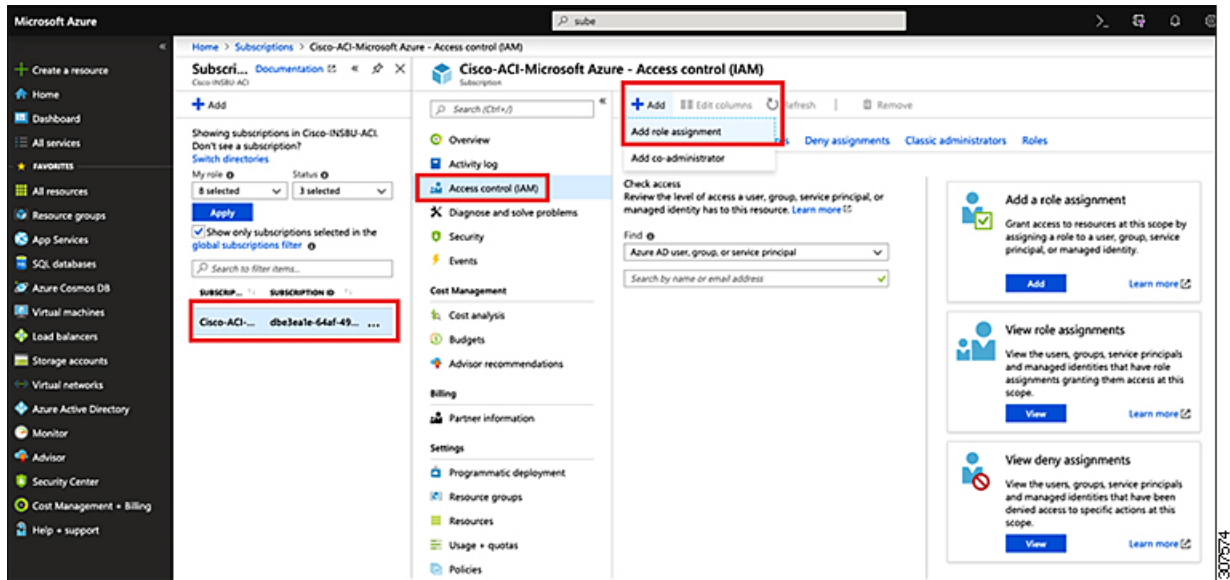 Microsoft Azure
sube
Home > Subscriptions > Cisco-ACI-Microsoft Azure - Access control (IAM)
Create a resource
Home
Dashboard
All services
FAVORITES
All resources
Resource groups
App Services
SQL databases
Azure Cosmos DB
Virtual machines
Load balancers
Storage accounts
Virtual networks
Azure Active Directory
Monitor
Advisor
Security Center
Cost Management + Billing
Help + support
Subscri...
Documentation
Cisco INSBU-ACI
Add
Showing subscriptions in Cisco-INSBU-ACI.
Don't see a subscription?
Switch directories
My role
Status
8 selected
3 selected
Apply
Show only subscriptions selected in the
global subscriptions filter
Search to filter items...
SUBSCRIP...
SUBSCRIPTION ID
Cisco-ACI-... dbe3ea1e-64af-49... ...
Cisco-ACI-Microsoft Azure - Access control (IAM)
Subscription
Search (Ctrl+/)
Overview
Activity log
Access control (IAM)
Diagnose and solve problems
Security
Events
Cost Management
Cost analysis
Budgets
Advisor recommendations
Billing
Partner information
Settings
Programmatic deployment
Resource groups
Resources
Usage + quotas
Policies
Add
Edit columns
Refresh
Remove
Add role assignment
Add co-administrator
Deny assignments
Classic administrators
Roles
Check access
Review the level of access a user, group, service principal, or
managed identity has to this resource. Learn more
Find
Azure AD user, group, or service principal
Search by name or email address
Add a role assignment
Grant access to resources at this scope by
assigning a role to a user, group, service
principal, or managed identity.
Add
Learn more
View role assignments
View the users, groups, service principals
and managed identities that have role
assignments granting them access at this
scope.
View
Learn more
View deny assignments
View the users, groups, service principals
and managed identities that have been
denied access to specific actions at this
scope.
View
Learn more
307574